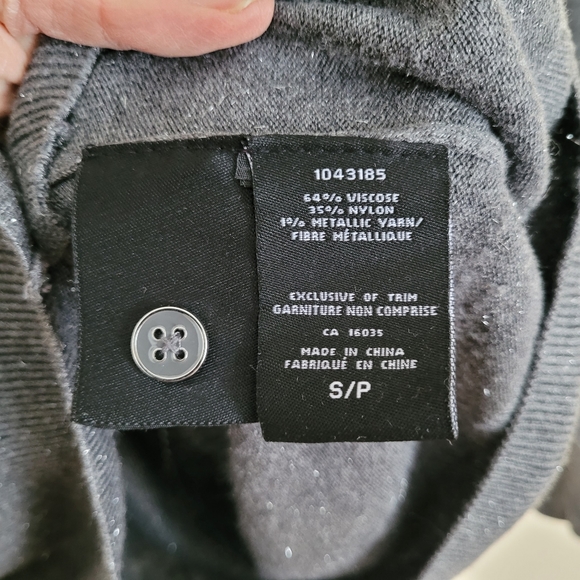 1043185
64% VISCOSE
35% NYLON
1% METALLIC YARN/
FIBRE MÉTALLIQUE
EXCLUSIVE OF TRIM
GARNITURE NON COMPRISE
CA 16035
MADE IN CHINA
FABRIQUÉ EN CHINE
S/P